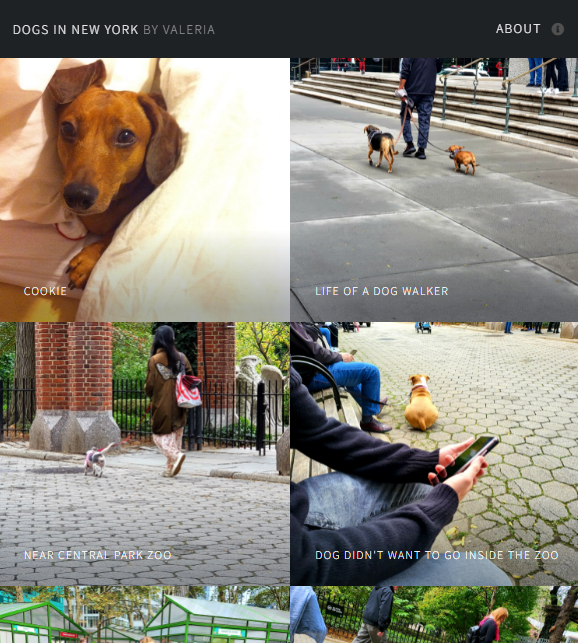 DOGS IN NEW YORK BY VALERIA
ABOUT
COOKIE
LIFE OF A DOG WALKER
NEAR CENTRAL PARK ZOO
DOG DIDN'T WANT TO GO INSIDE THE ZOO